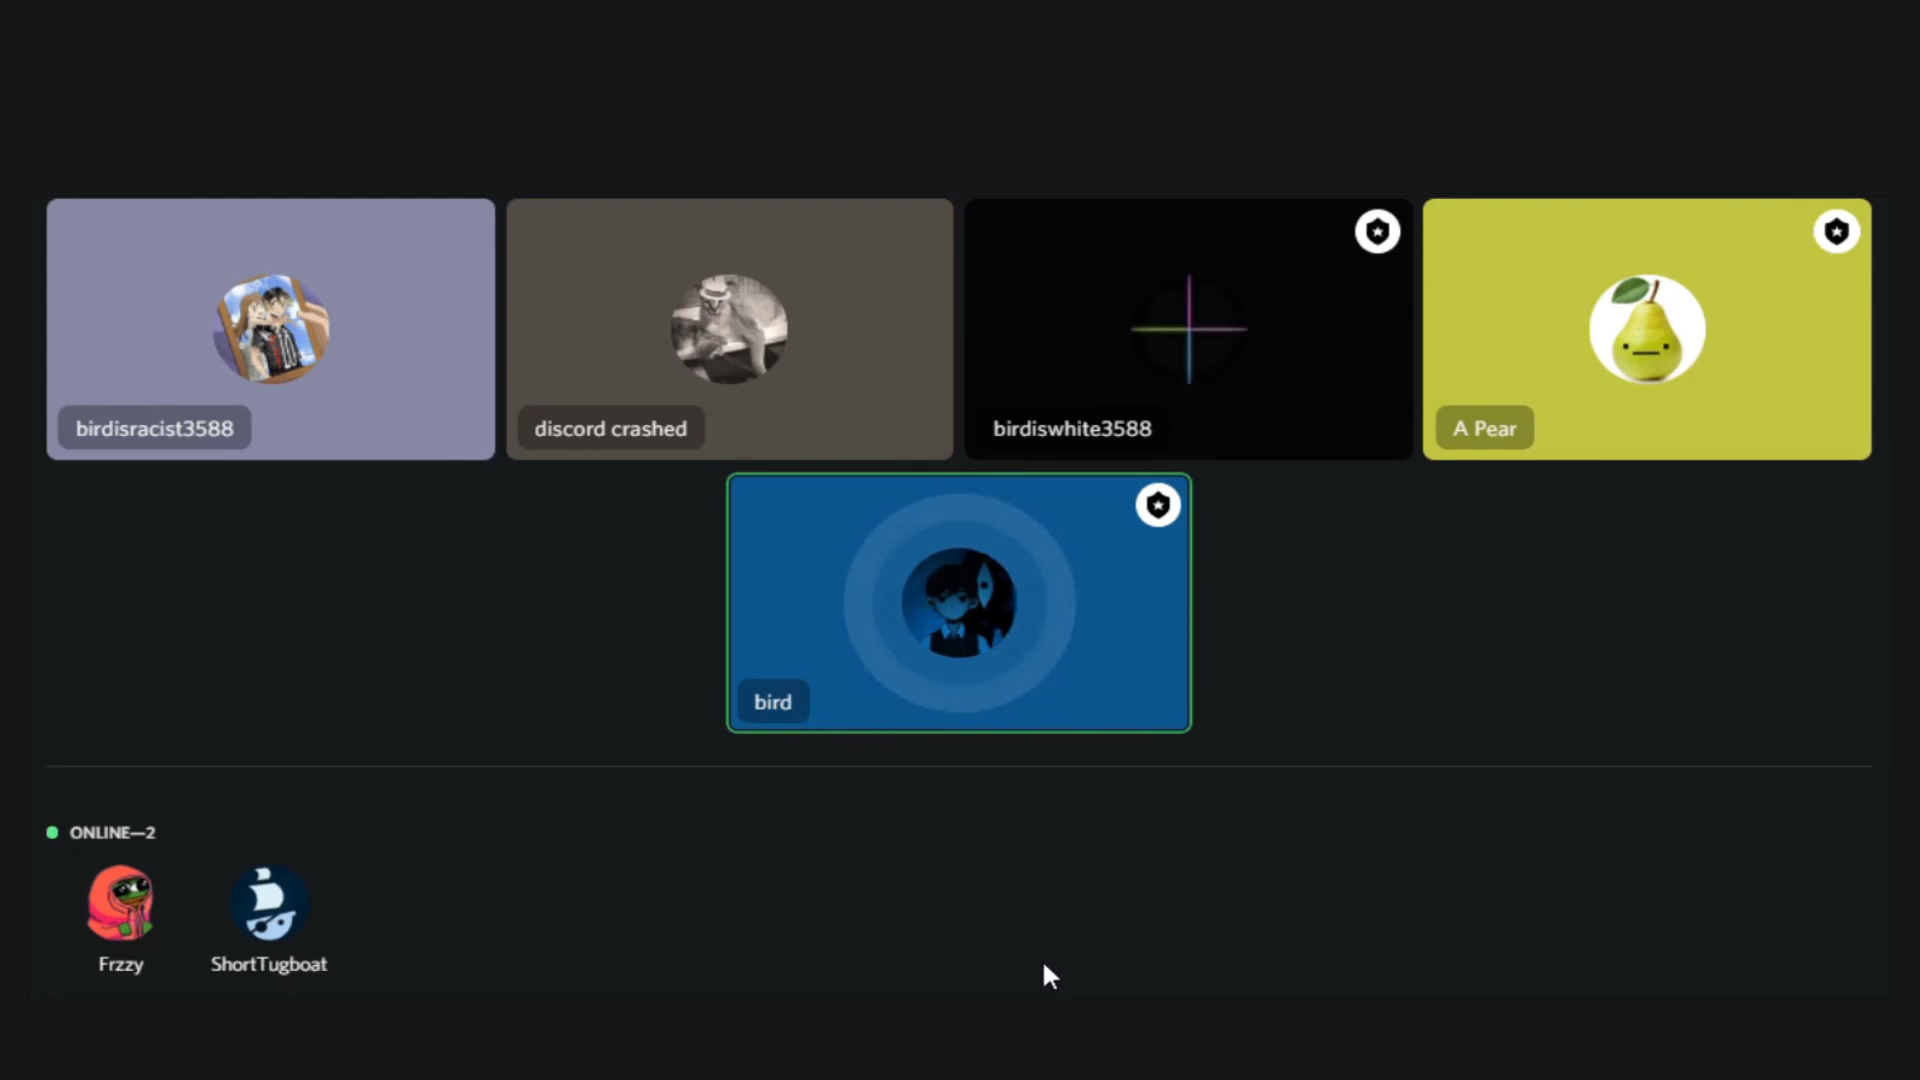 birdisracist3588
discord crashed
birdiswhite3588
A Pear
bird
ONLINE—2
Frzzy
ShortTugboat